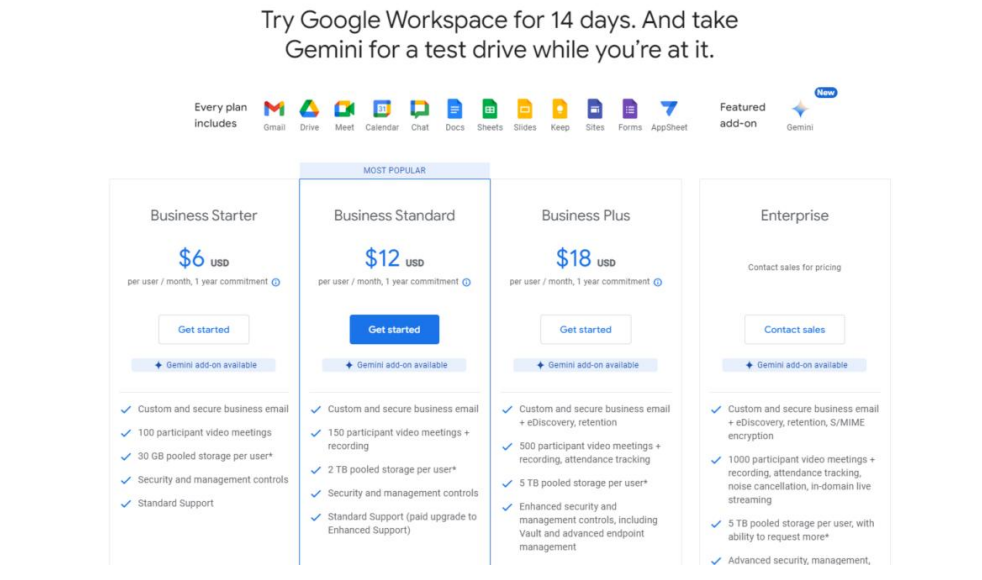 Try Google Workspace for 14 days. And take
Gemini for a test drive while you're at it.
Every plan
includes
Gmail
Drive
Meet
Calendar
Chat
Docs
Sheets
Slides
Keep
Sites
Forms
AppSheet
Featured
add-on
New
Gemini
31
MOST POPULAR
Business Starter
$6 USD
per user / month, 1 year commitment
Get started
Gemini add-on available
Custom and secure business email
100 participant video meetings
30 GB pooled storage per user*
Security and management controls
Standard Support
Business Standard
$12 USD
per user / month, 1 year commitment
Get started
Gemini add-on available
Custom and secure business email
150 participant video meetings +
recording
2 TB pooled storage per user*
Security and management controls
Standard Support (paid upgrade to
Enhanced Support)
Business Plus
$18 USD
per user / month, 1 year commitment
Get started
Gemini add-on available
Custom and secure business email
+ eDiscovery, retention
500 participant video meetings +
recording, attendance tracking
5 TB pooled storage per user*
Enhanced security and
management controls, including
Vault and advanced endpoint
management
Enterprise
Contact sales for pricing
Contact sales
Gemini add-on available
Custom and secure business email
+ eDiscovery, retention, S/MIME
encryption
1000 participant video meetings +
recording, attendance tracking,
noise cancellation, in-domain live
streaming
5 TB pooled storage per user, with
ability to request more*
Advanced security, management,